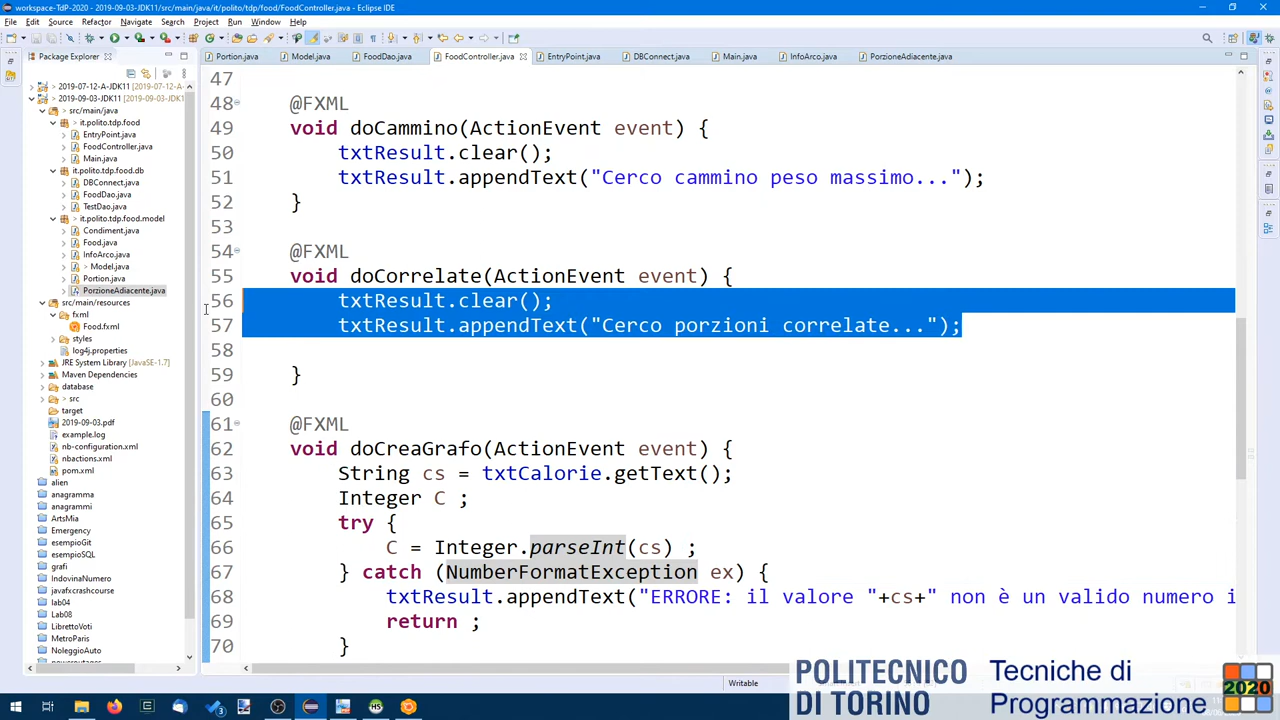 workspace-TdP-2020 - 2019-09-03-JDK11/src/main/java/it/polito/tdp/food/FoodController.java - Eclipse IDE
File Edit Source Refactor Navigate Search Project Run Window Help
Package Explorer
Portion.java Model.java FoodDao.java FoodController.java EntryPoint.java DBConnect.java Main.java InfoArco.java PorzioneAdiacente.java
> 2019-07-12-A-JDK11 [2019-07-12-A
> 2019-09-03-JDK11 [2019-09-03-JDK1
> src/main/java
> it.polito.tdp.food
EntryPoint.java
> FoodController.java
> Main.java
> it.polito.tdp.food.db
DBConnect.java
> FoodDao.java
TestDao.java
> it.polito.tdp.food.model
Condiment.java
Food.java
InfoArco.java
> Model.java
Portion.java
PorzioneAdiacente.java
src/main/resources
fxml
Food.fxml
styles
log4j.properties
JRE System Library [JavaSE-1.7]
Maven Dependencies
database
> src
target
2019-09-03.pdf
example.log
nb-configuration.xml
nbactions.xml
pom.xml
alien
anagramma
anagrammi
ArtsMia
Emergency
esempioGit
esempioSQL
grafi
IndovinaNumero
javafxcrashcourse
lab04
Lab08
LibrettoVoti
MetroParis
NoleggioAuto
47
48 @FXML
49 void doCammino(ActionEvent event) {
50 txtResult.clear();
51 txtResult.appendText("Cerco cammino peso massimo...");
52 }
53
54 @FXML
55 void doCorrelate(ActionEvent event) {
56 txtResult.clear();
57 txtResult.appendText("Cerco porzioni correlate...");
58
59 }
60
61 @FXML
62 void doCreaGrafo(ActionEvent event) {
63 String cs = txtCalorie.getText();
64 Integer C ;
65 try {
66 C = Integer.parseInt(cs) ;
67 } catch (NumberFormatException ex) {
68 txtResult.appendText("ERRORE: il valore "+cs+" non è un valido numero i
69 return ;
70 }
Writable
POLITECNICO
DI TORINO
Tecniche di
Programmazione
2020